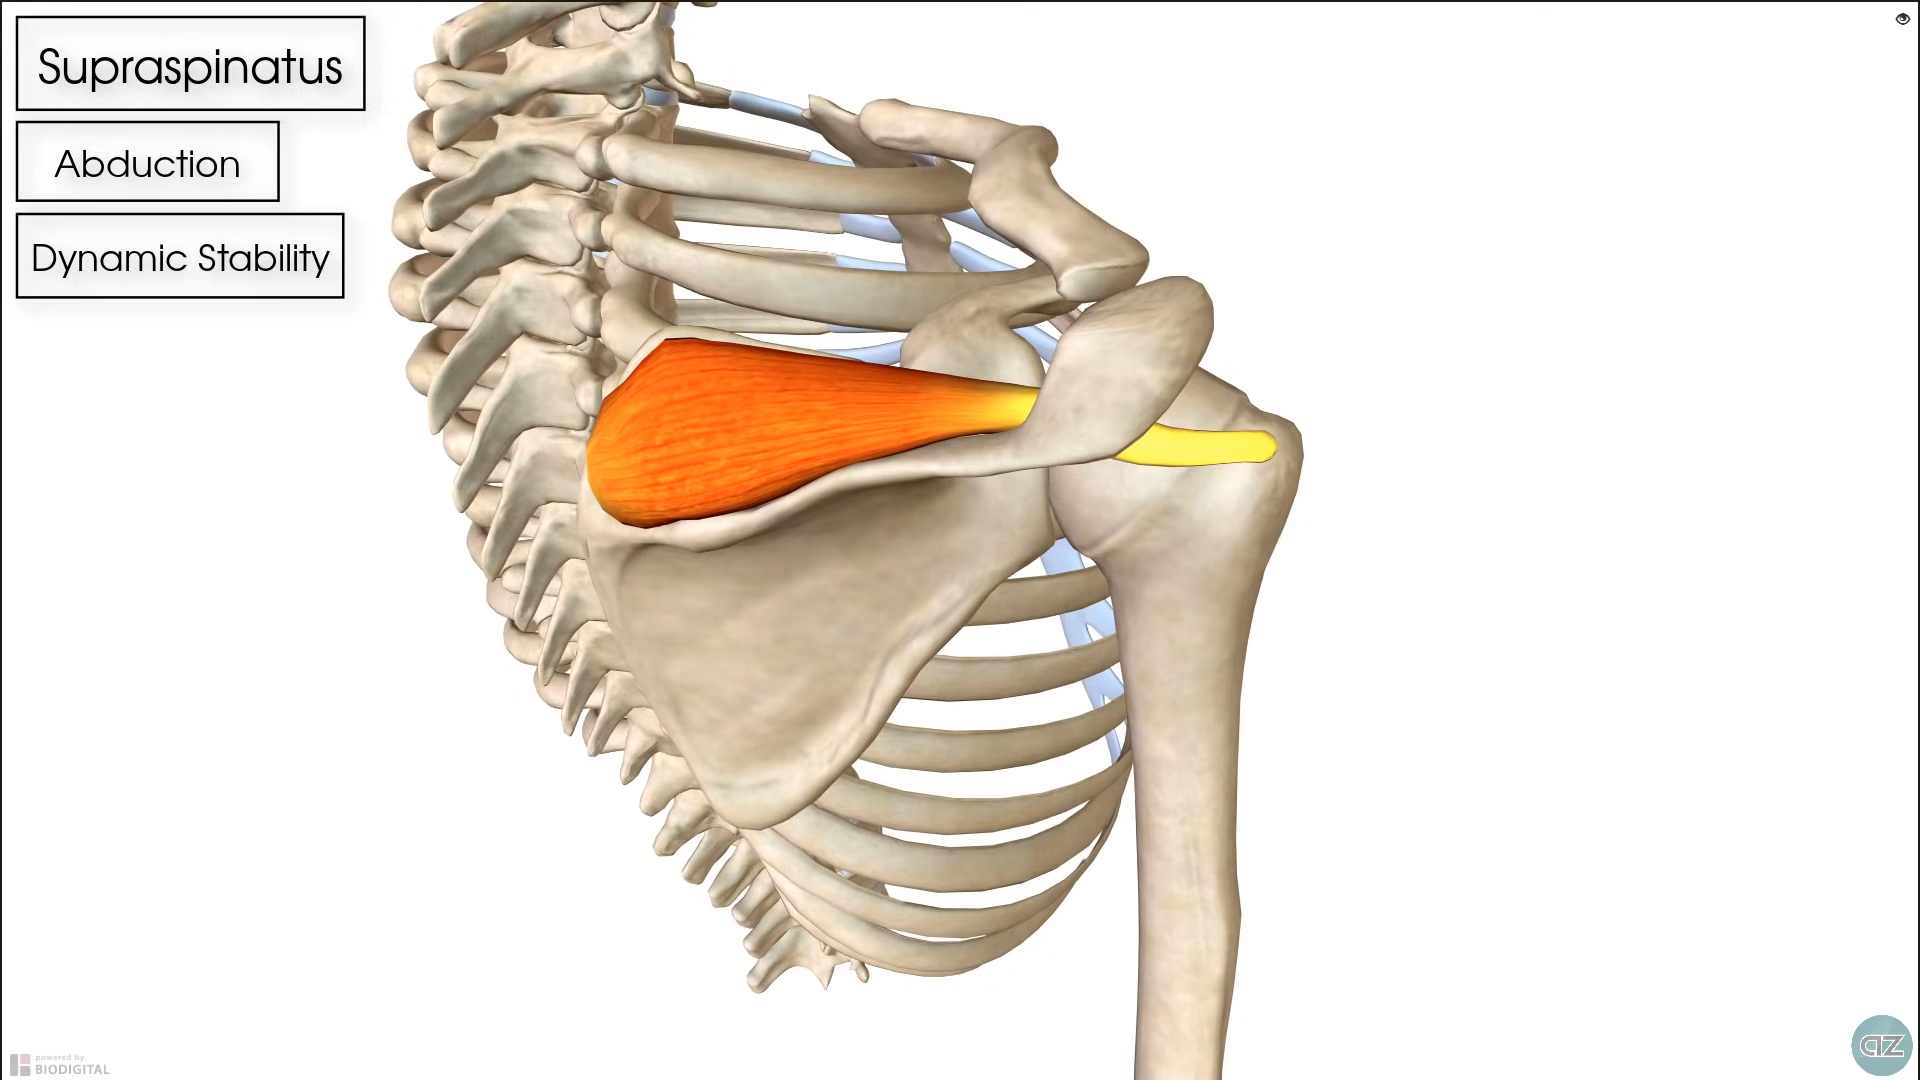 Supraspinatus
Abduction
Dynamic Stability
powered by
BIODIGITAL
az